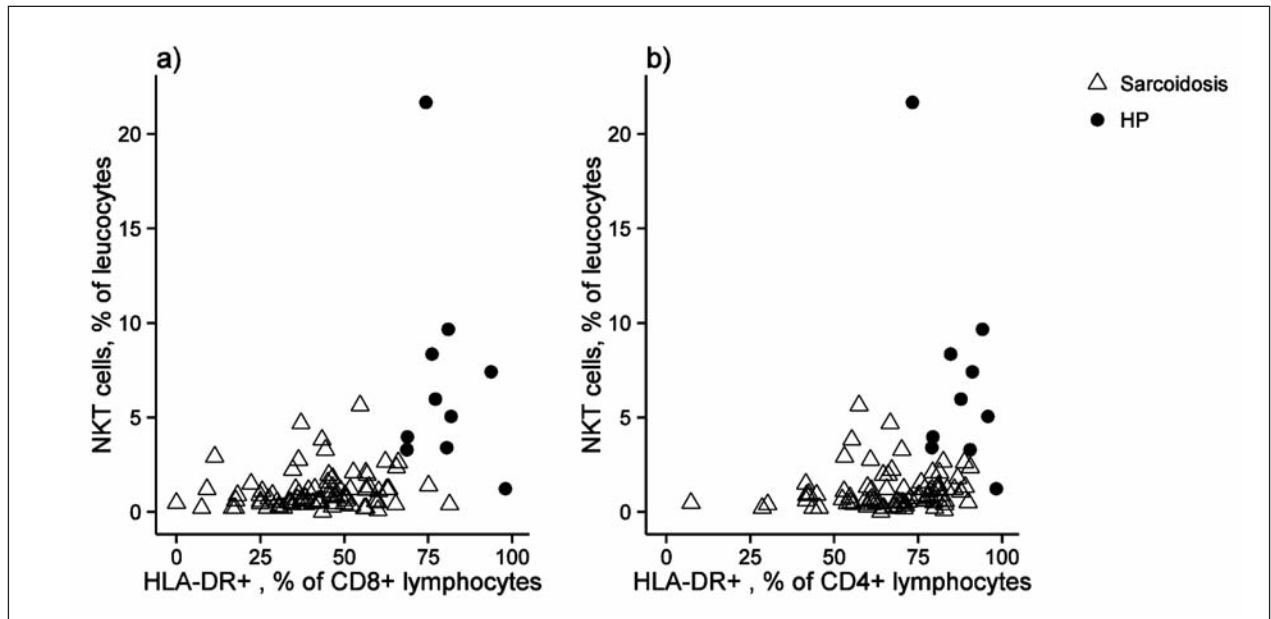 a)
NKT cells, % of leucocytes
20
15
10
5
0
0 25 50 75 100
HLA-DR+ , % of CD8+ lymphocytes
b)
NKT cells, % of leucocytes
20
15
10
5
0
0 25 50 75 100
HLA-DR+ , % of CD4+ lymphocytes
Sarcoidosis
HP